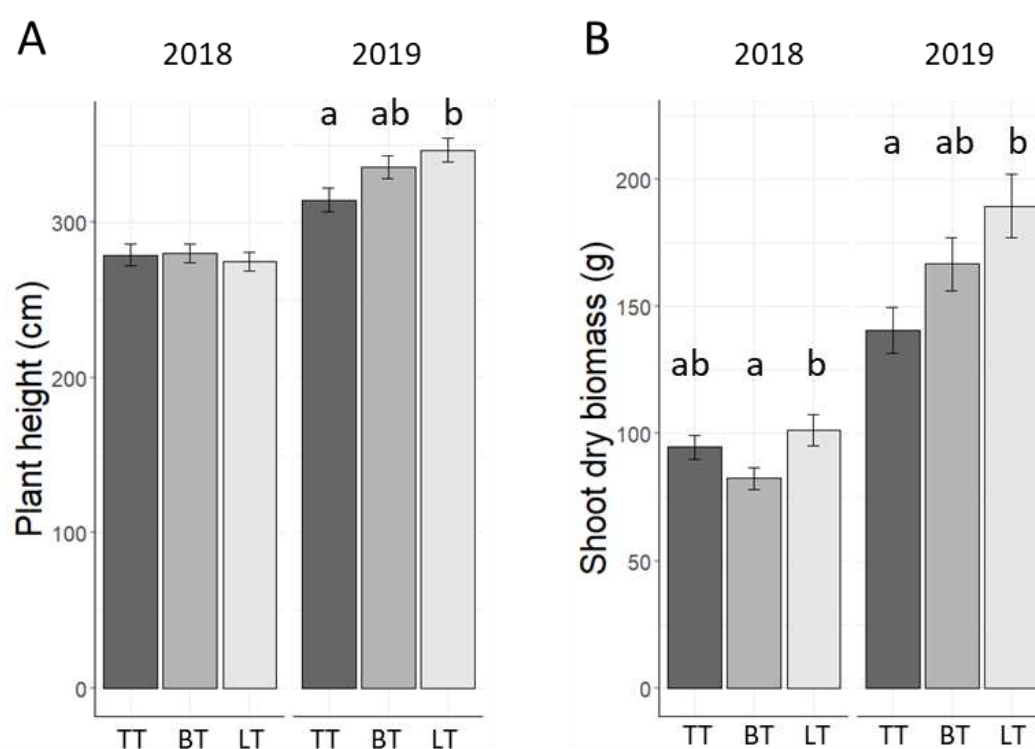 A
2018 2019
a ab b
Plant height (cm)
300
200
100
0
TT BT LT TT BT LT
B
2018 2019
a ab b
ab a b
Shoot dry biomass (g)
200
150
100
50
0
TT BT LT TT BT LT